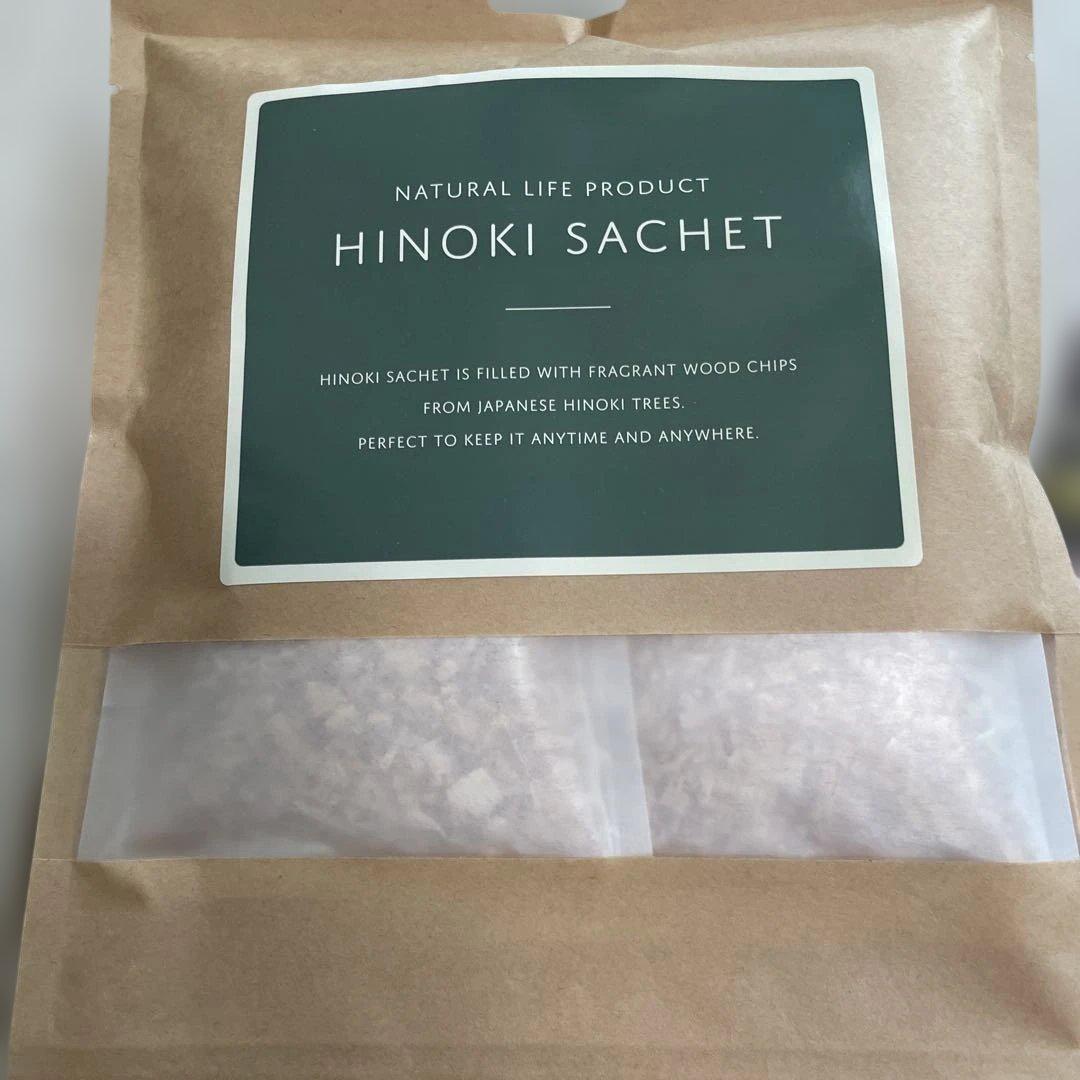 NATURAL LIFE PRODUCT
HINOKI SACHET
HINOKI SACHET IS FILLED WITH FRAGRANT WOOD CHIPS
FROM JAPANESE HINOKI TREES.
PERFECT TO KEEP IT ANYTIME AND ANYWHERE.